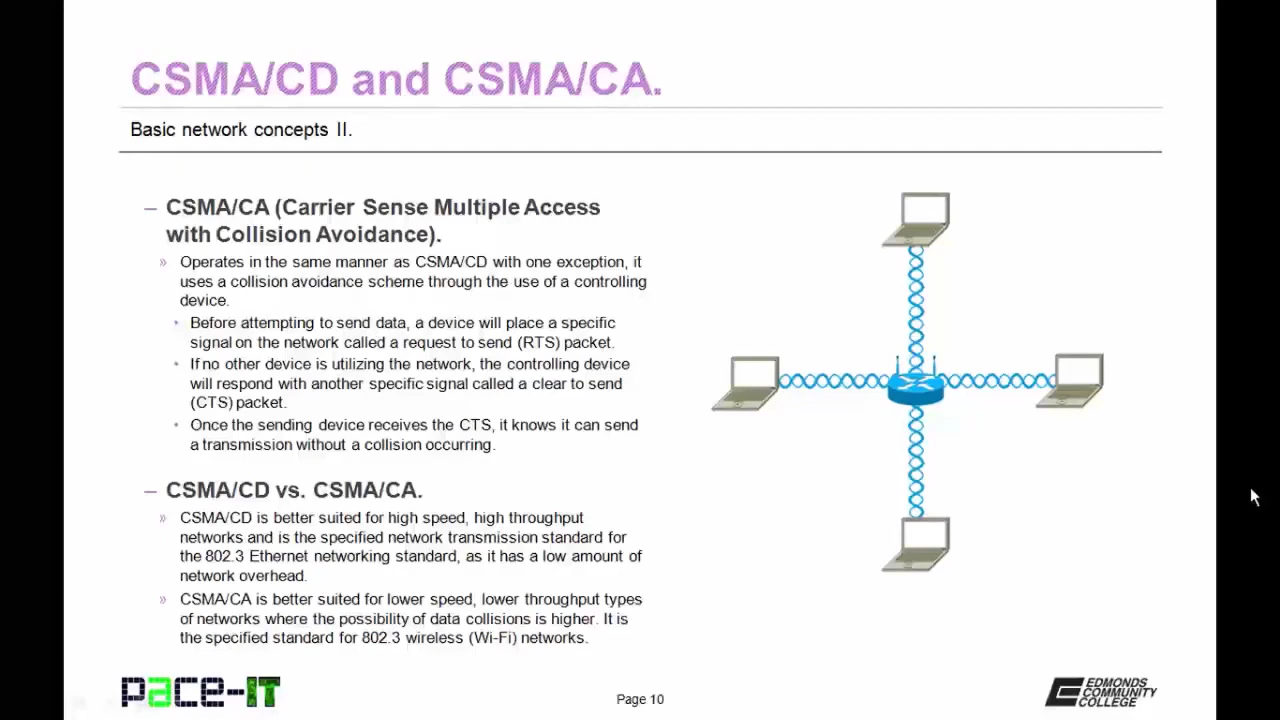 CSMA/CD and CSMA/CA.
Basic network concepts II.
– CSMA/CA (Carrier Sense Multiple Access
with Collision Avoidance).
» Operates in the same manner as CSMA/CD with one exception, it
uses a collision avoidance scheme through the use of a controlling
device.
• Before attempting to send data, a device will place a specific
signal on the network called a request to send (RTS) packet.
• If no other device is utilizing the network, the controlling device
will respond with another specific signal called a clear to send
(CTS) packet.
• Once the sending device receives the CTS, it knows it can send
a transmission without a collision occurring.
– CSMA/CD vs. CSMA/CA.
» CSMA/CD is better suited for high speed, high throughput
networks and is the specified network transmission standard for
the 802.3 Ethernet networking standard, as it has a low amount of
network overhead.
» CSMA/CA is better suited for lower speed, lower throughput types
of networks where the possibility of data collisions is higher. It is
the specified standard for 802.3 wireless (Wi-Fi) networks.
pace-IT
Page 10
EDMONDS
COMMUNITY
COLLEGE